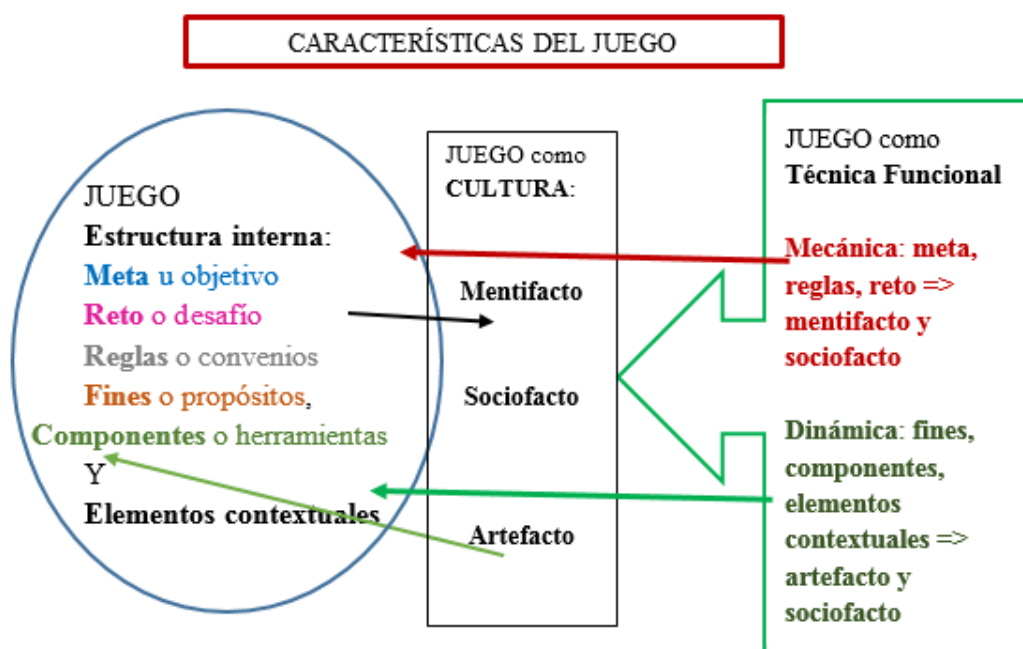 CARACTERÍSTICAS DEL JUEGO
JUEGO
Estructura interna:
Meta u objetivo
Reto o desafío
Reglas o convenios
Fines o propósitos,
Componentes o herramientas
Y
Elementos contextuales
JUEGO como
CULTURA:
Mentifacto
Sociofacto
Artefacto
JUEGO como
Técnica Funcional
Mecánica: meta,
reglas, reto =>
mentifacto y
sociofacto
Dinámica: fines,
componentes,
elementos
contextuales =>
artefacto y
sociofacto